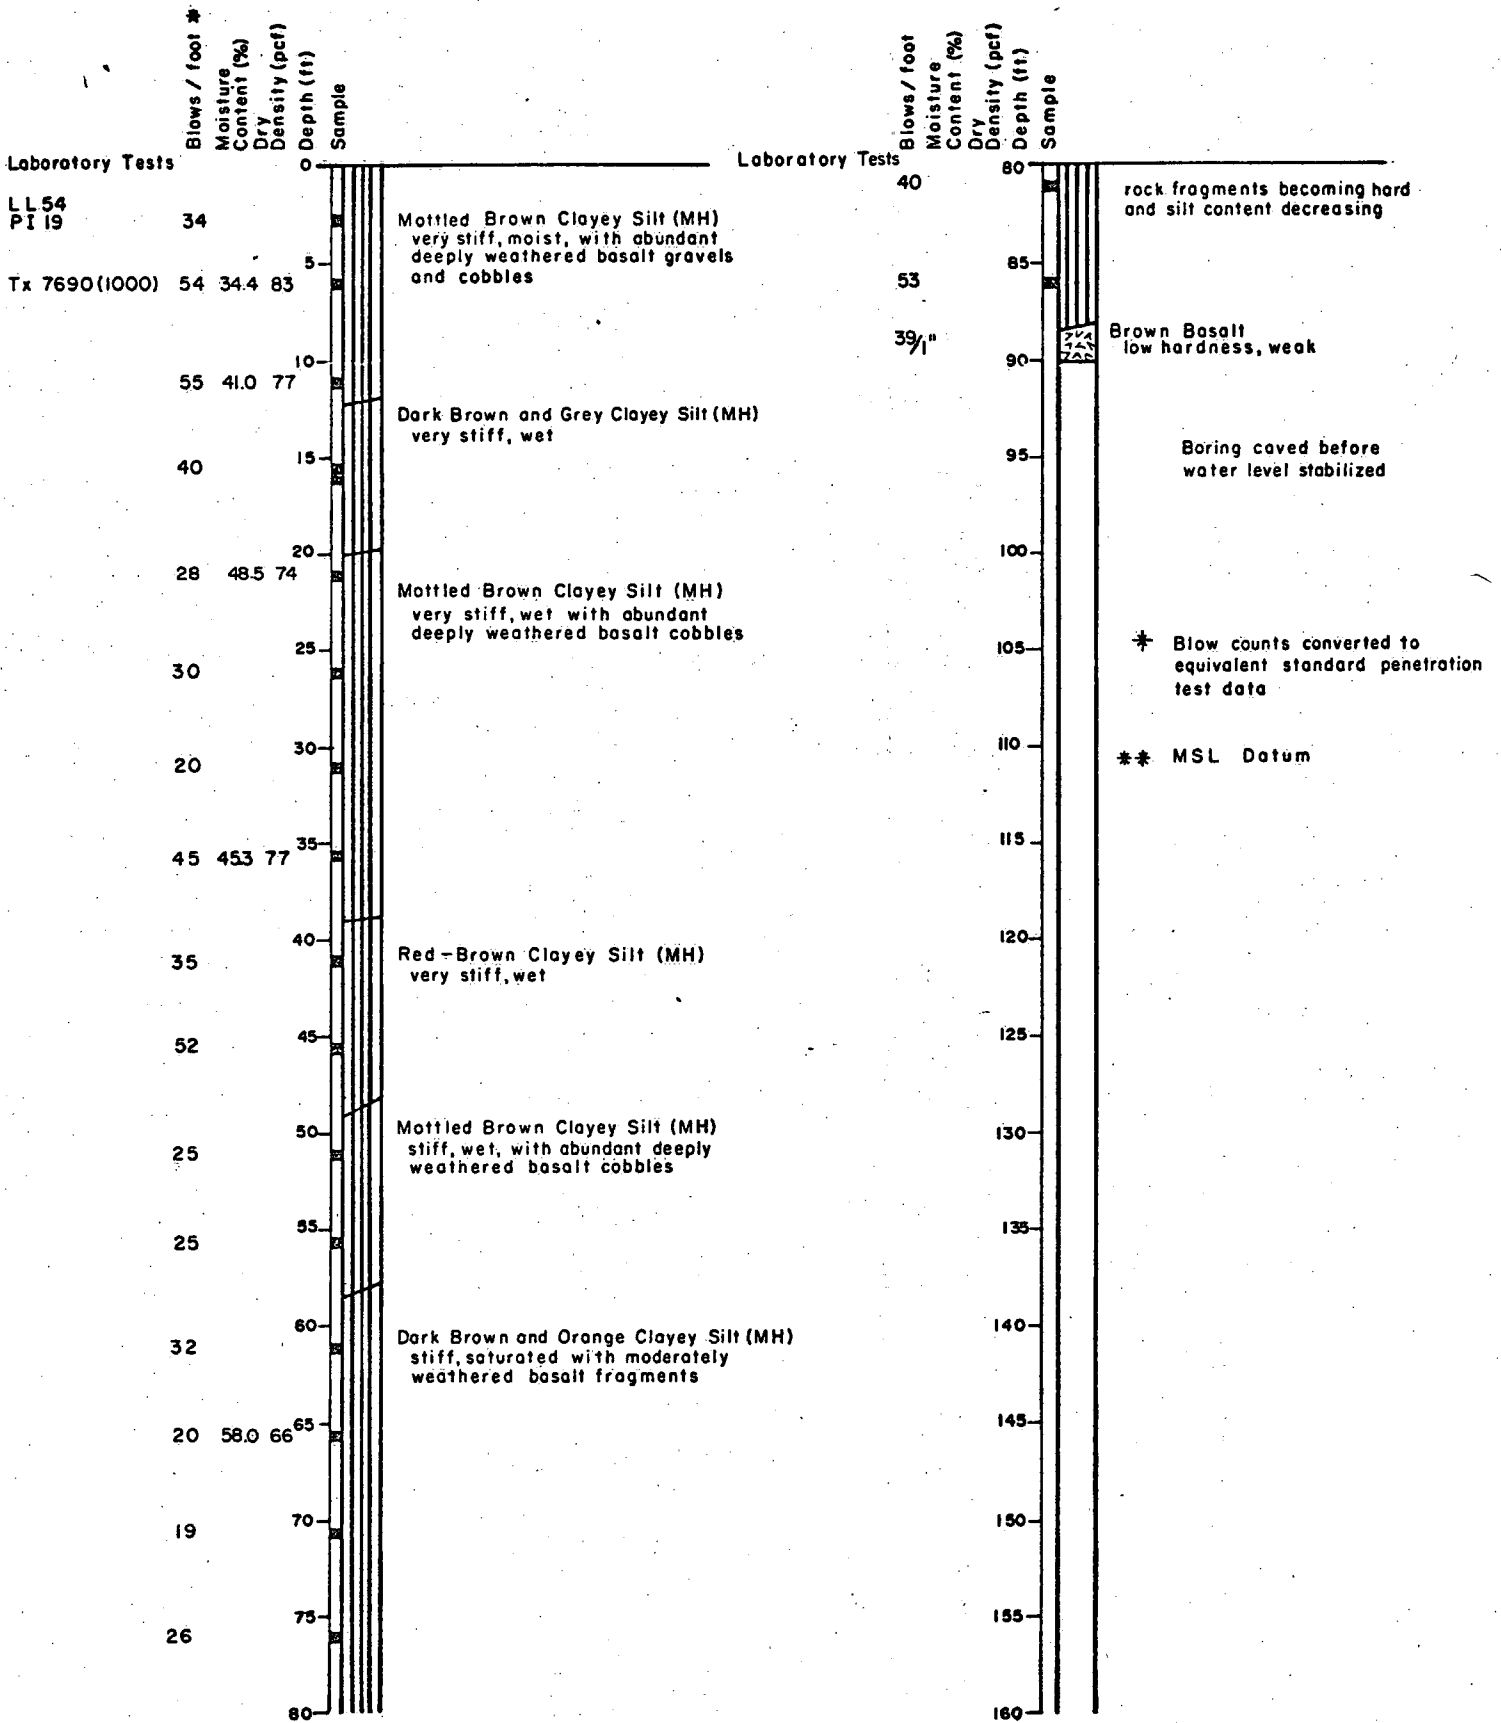 Blows / foot *
Moisture
Content (%)
Dry
Density (pcf)
Depth (ft)
Sample
Laboratory Tests
0
LL 54
PI 19
34
Mottled Brown Clayey Silt (MH)
very stiff, moist, with abundant
deeply weathered basalt gravels
and cobbles
5
Tx 7690 (1000) 54 34.4 83
10
55 41.0 77
Dark Brown and Grey Clayey Silt (MH)
very stiff, wet
15
40
20
28 48.5 74
Mottled Brown Clayey Silt (MH)
very stiff, wet with abundant
deeply weathered basalt cobbles
25
30
30
20
35
45 45.3 77
40
Red-Brown Clayey Silt (MH)
very stiff, wet
35
45
52
50
Mottled Brown Clayey Silt (MH)
stiff, wet, with abundant deeply
weathered basalt cobbles
25
55
25
60
Dark Brown and Orange Clayey Silt (MH)
stiff, saturated with moderately
weathered basalt fragments
32
65
20 58.0 66
70
19
75
26
80
Blows / foot
Moisture
Content (%)
Dry
Density (pcf)
Depth (ft)
Sample
Laboratory Tests
80
40
rock fragments becoming hard
and silt content decreasing
85
53
39/1"
Brown Basalt
low hardness, weak
90
Boring caved before
water level stabilized
95
100
105
* Blow counts converted to
equivalent standard penetration
test data
110
** MSL Datum
115
120
125
130
135
140
145
150
155
160